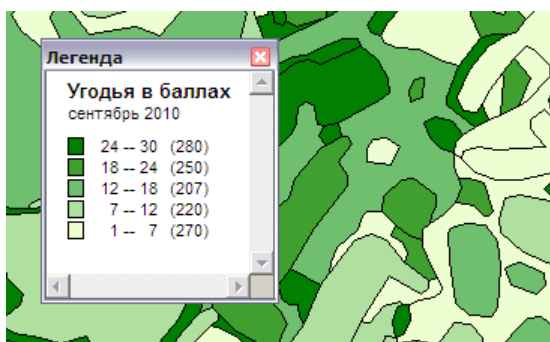 Легенда
Угодья в баллах
сентябрь 2010
24 -- 30 (280)
18 -- 24 (250)
12 -- 18 (207)
7 -- 12 (220)
1 -- 7 (270)